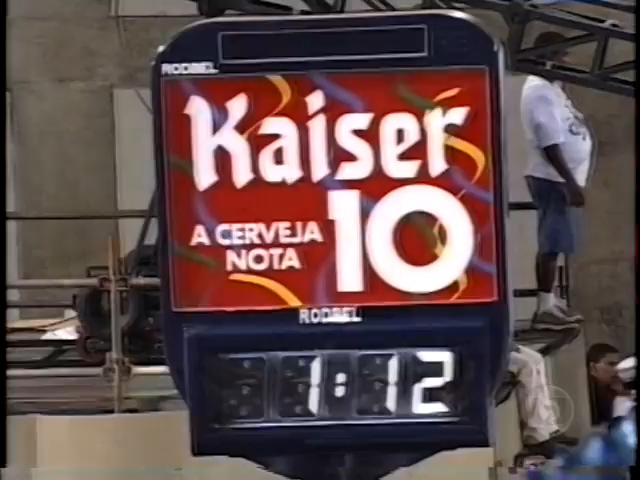 RODBEL
Kaiser
A CERVEJA
NOTA
10
RODBEL
1:12